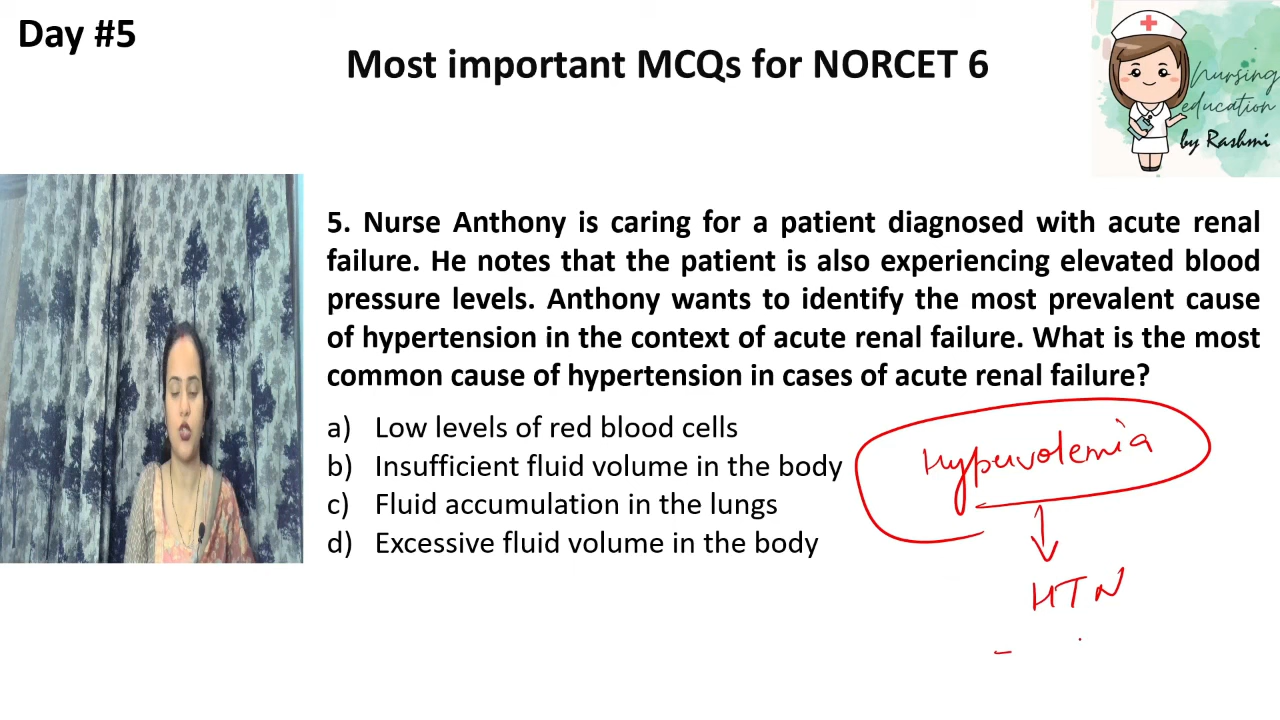 Day #5
Most important MCQs for NORCET 6
Nursing
education
by Rashmi
5. Nurse Anthony is caring for a patient diagnosed with acute renal
failure. He notes that the patient is also experiencing elevated blood
pressure levels. Anthony wants to identify the most prevalent cause
of hypertension in the context of acute renal failure. What is the most
common cause of hypertension in cases of acute renal failure?
a) Low levels of red blood cells
b) Insufficient fluid volume in the body
c) Fluid accumulation in the lungs
d) Excessive fluid volume in the body
Hypervolemia
HTN